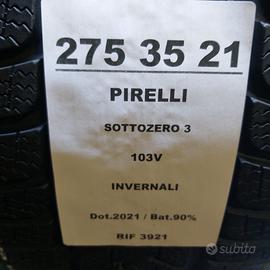 275 35 21
PIRELLI
SOTTOZERO 3
103V
INVERNALI
Dot.2021 / Bat.90%
RIF 3921
subito